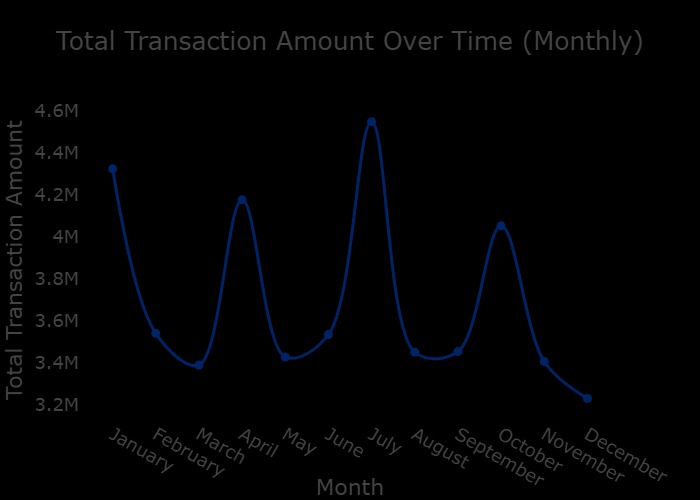 Total Transaction Amount Over Time (Monthly)
Total Transaction Amount
4.6M
4.4M
4.2M
4M
3.8M
3.6M
3.4M
3.2M
January
February
March
April
May
June
July
August
September
October
November
December
Month